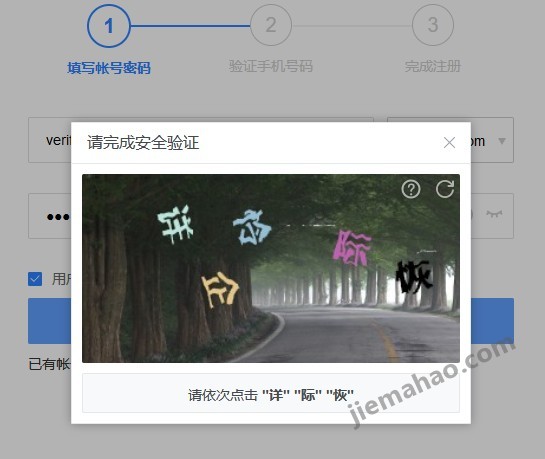 1 2 3
填写帐号密码 验证手机号码 完成注册
verif om
请完成安全验证
详 际
企 恢
用户
请依次点击 "详" "际" "恢"
已有帐
jiemahao.com